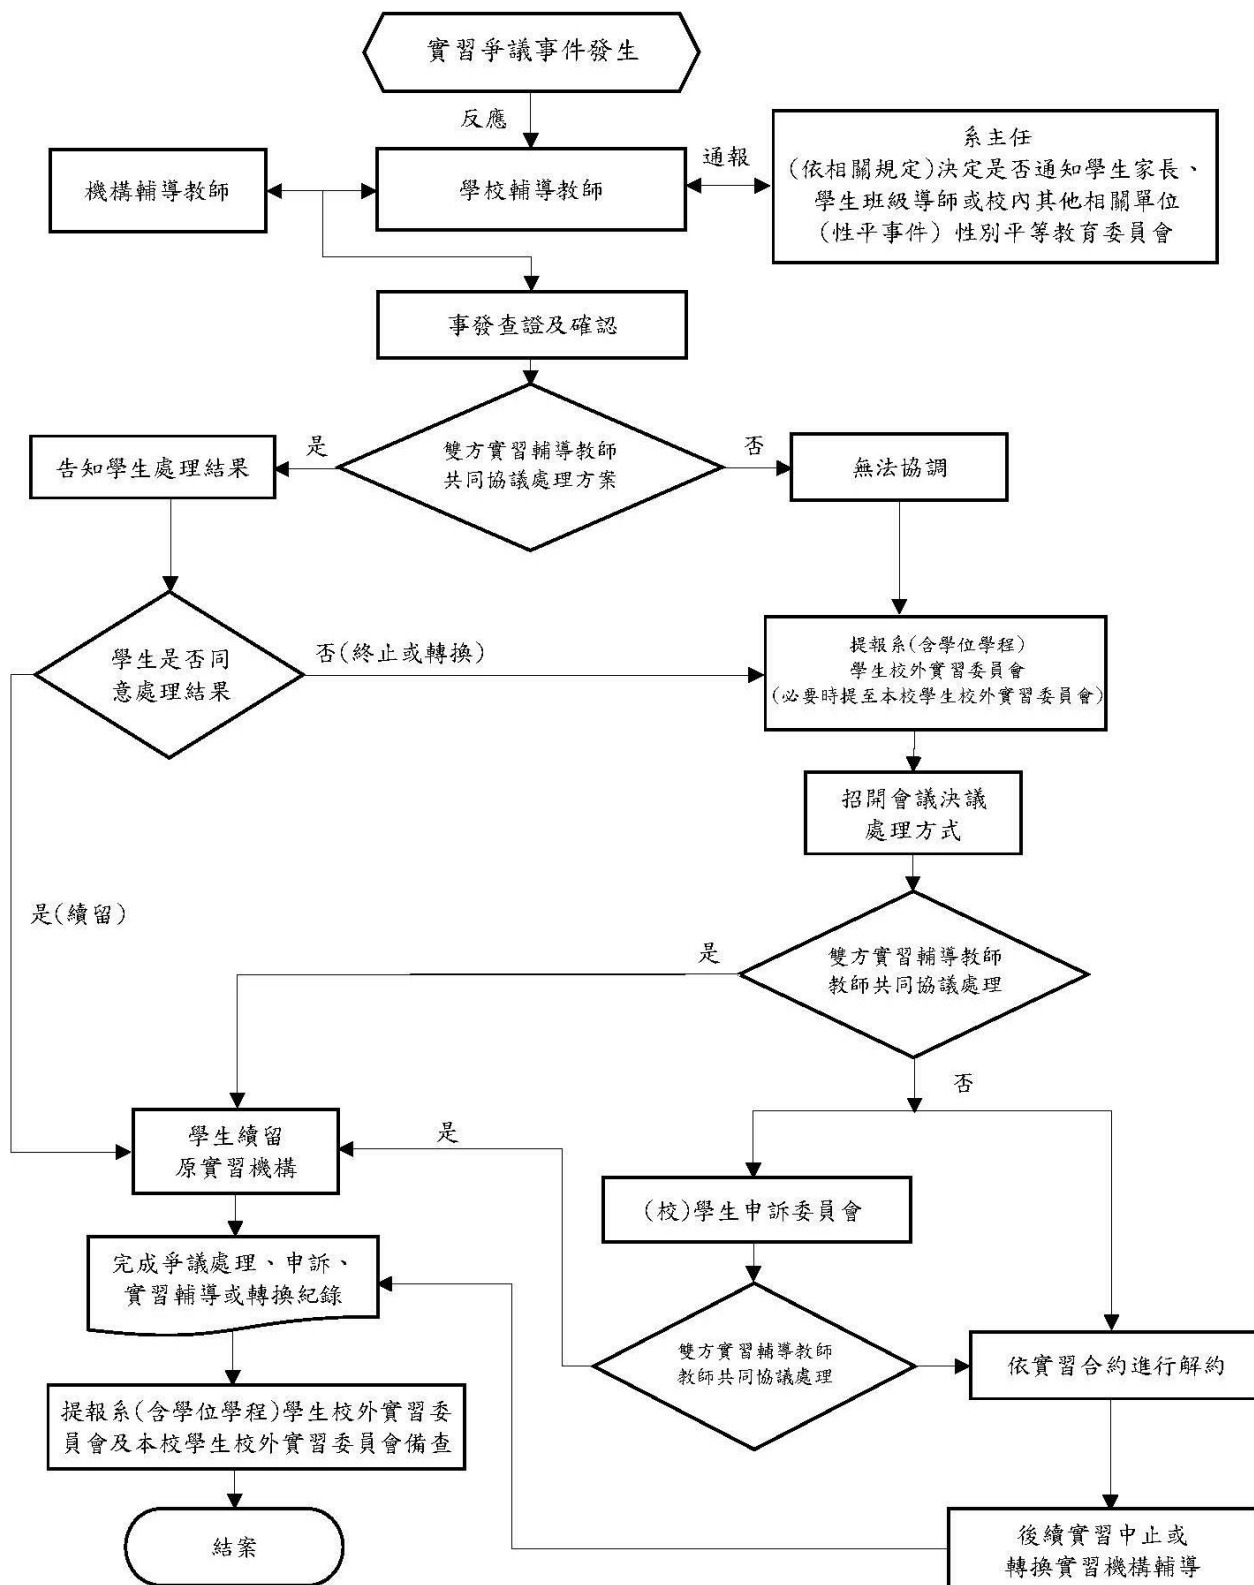 實習爭議事件發生
反應
機構輔導教師
學校輔導教師
通報
系主任
(依相關規定)決定是否通知學生家長、
學生班級導師或校內其他相關單位
(性平事件) 性別平等教育委員會
事發查證及確認
雙方實習輔導教師
共同協議處理方案
是
否
告知學生處理結果
無法協調
學生是否同
意處理結果
否(終止或轉換)
提報系(含學位學程)
學生校外實習委員會
(必要時提至本校學生校外實習委員會)
招開會議決議
處理方式
是(續留)
雙方實習輔導教師
教師共同協議處理
是
否
學生續留
原實習機構
是
(校)學生申訴委員會
完成爭議處理、申訴、
實習輔導或轉換紀錄
雙方實習輔導教師
教師共同協議處理
依實習合約進行解約
提報系(含學位學程)學生校外實習委
員會及本校學生校外實習委員會備查
結案
後續實習中止或
轉換實習機構輔導